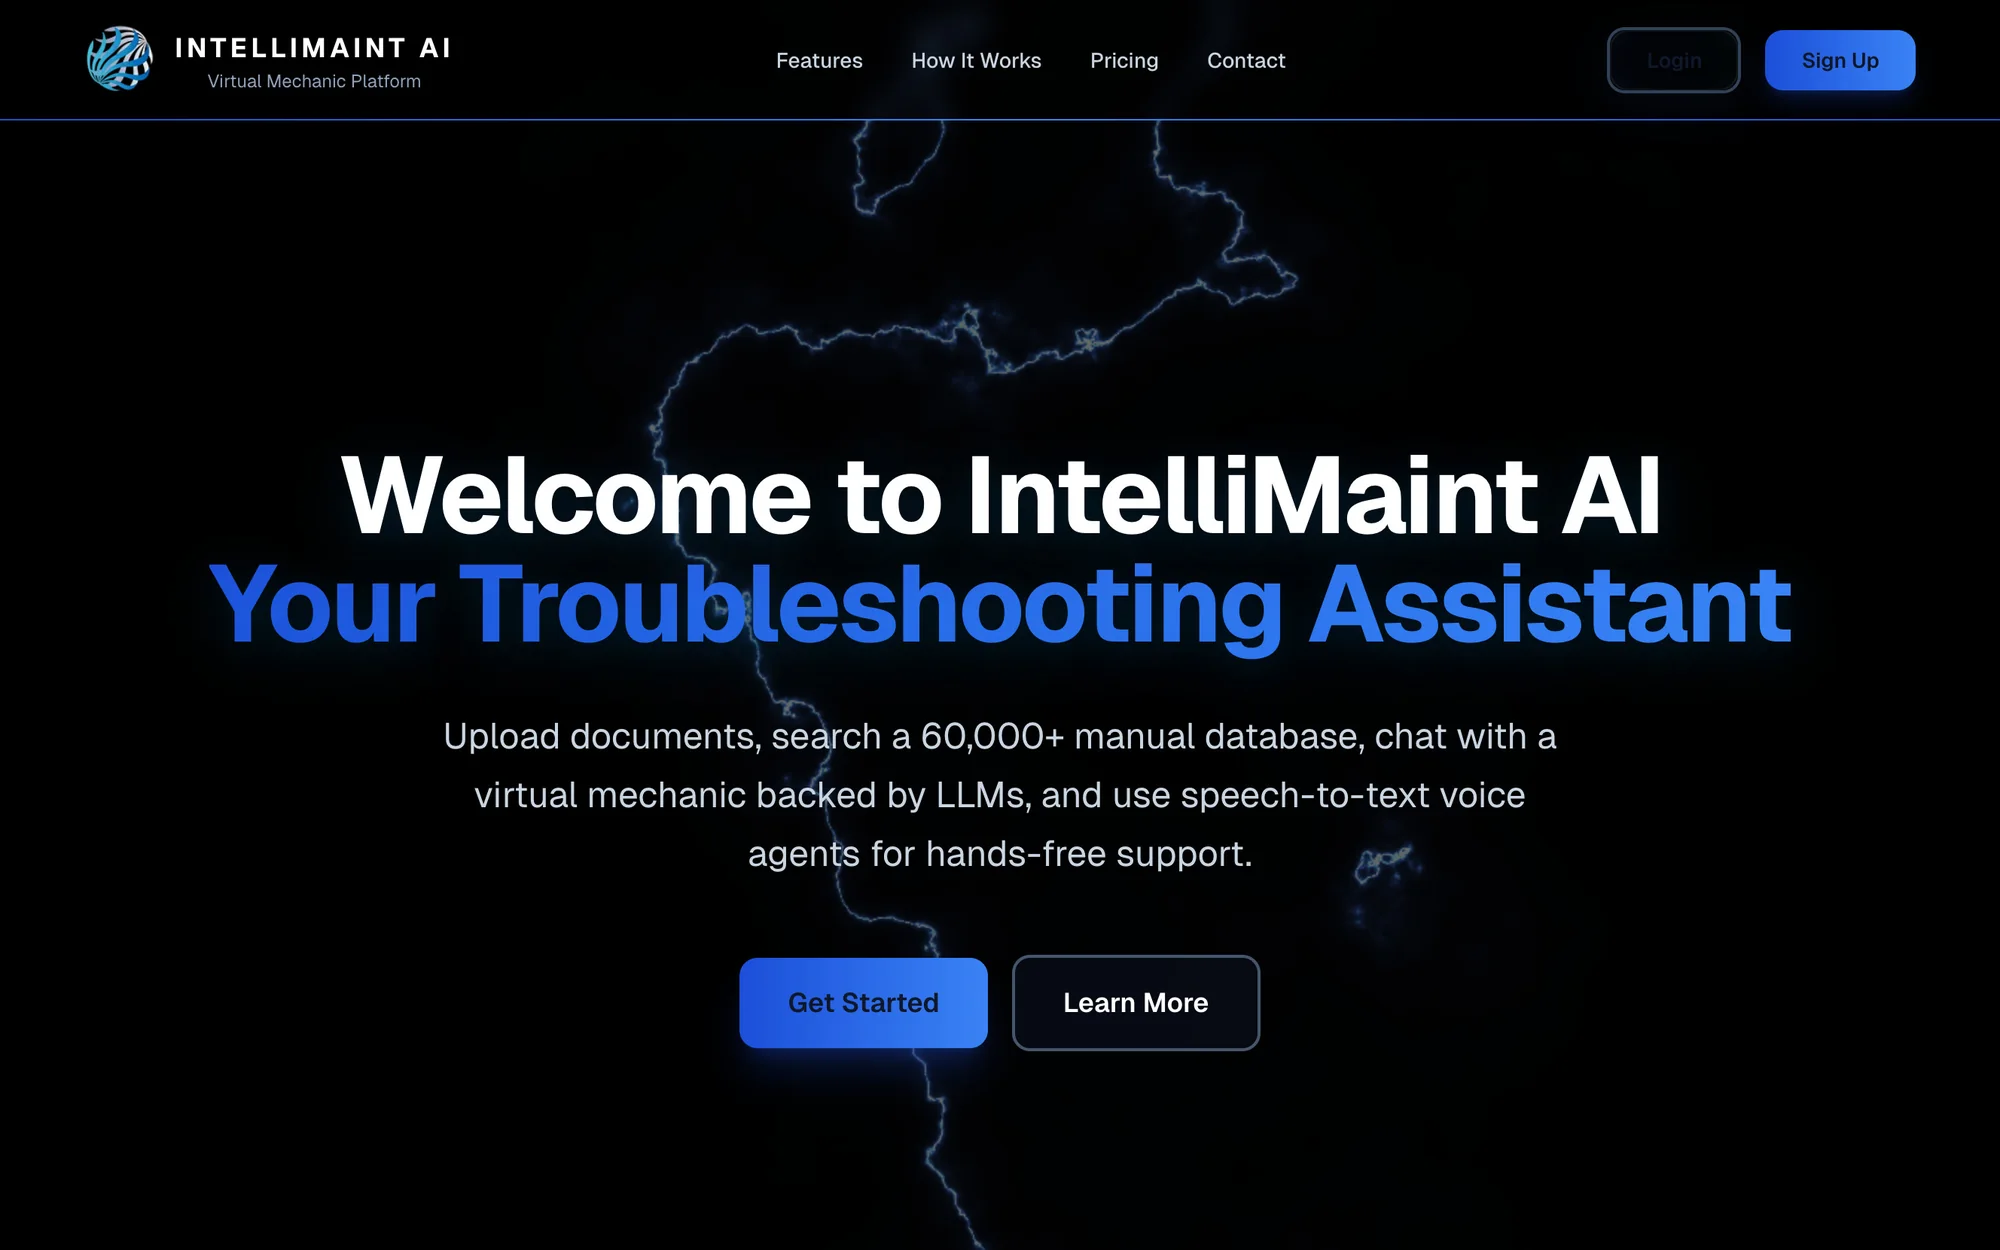 INTELLIMAINT AI
Virtual Mechanic Platform
Features
How It Works
Pricing
Contact
Login
Sign Up
Welcome to IntelliMaint AI
Your Troubleshooting Assistant
Upload documents, search a 60,000+ manual database, chat with a
virtual mechanic backed by LLMs, and use speech-to-text voice
agents for hands-free support.
Get Started
Learn More